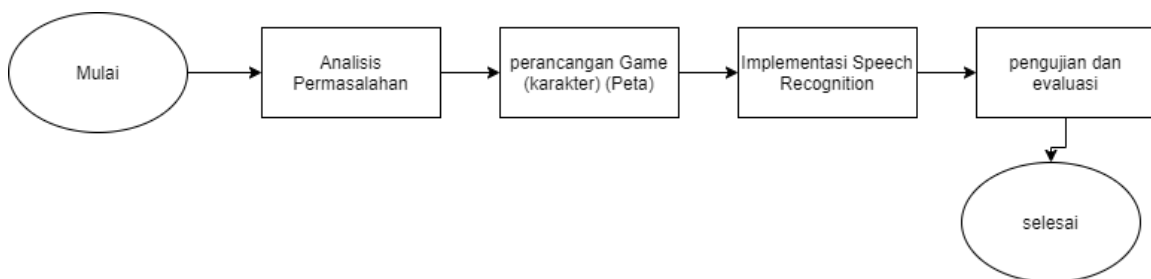 Mulai
Analisis
Permasalahan
perancangan Game
(karakter) (Peta)
Implementasi Speech
Recognition
pengujian dan
evaluasi
selesai